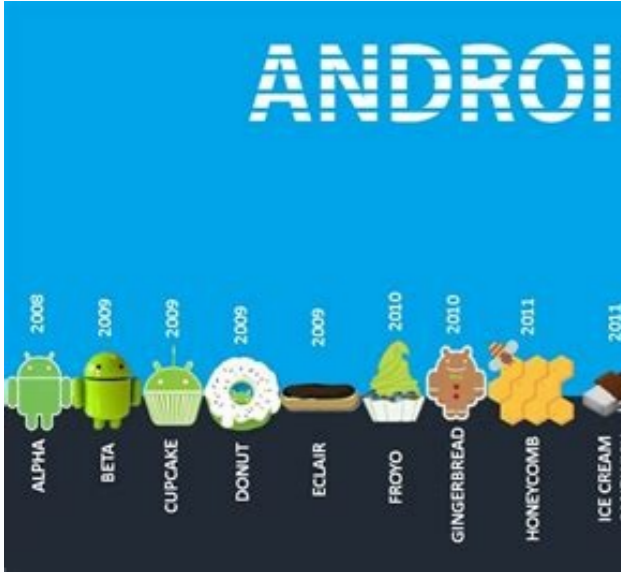 ANDROI
2008
2009
2009
2009
2009
2010
2010
2011
2011
ALPHA
BETA
CUPCAKE
DONUT
ECLAIR
FROYO
GINGERBREAD
HONEYCOMB
ICE CREAM